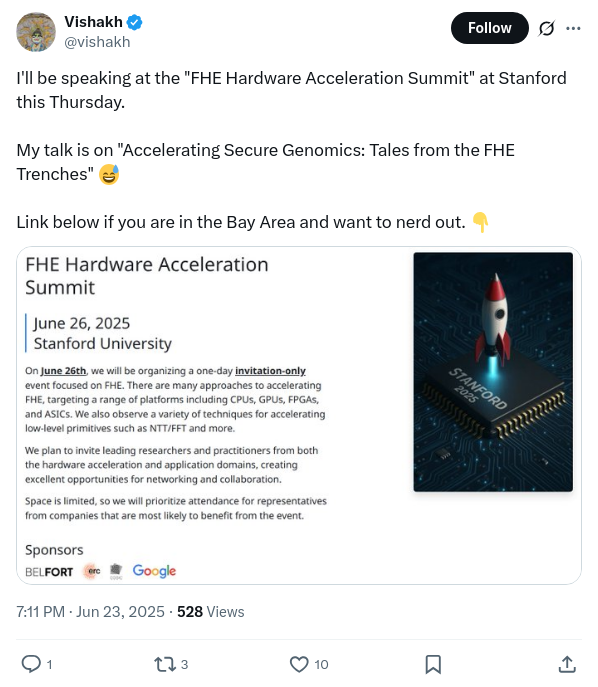 Vishakh
@vishakh
Follow
I'll be speaking at the "FHE Hardware Acceleration Summit" at Stanford
this Thursday.
My talk is on "Accelerating Secure Genomics: Tales from the FHE
Trenches" 😅
Link below if you are in the Bay Area and want to nerd out. 👇
FHE Hardware Acceleration
Summit
June 26, 2025
Stanford University
On June 26th, we will be organizing a one-day invitation-only
event focused on FHE. There are many approaches to accelerating
FHE, targeting a range of platforms including CPUs, GPUs, FPGAs,
and ASICs. We also observe a variety of techniques for accelerating
low-level primitives such as NTT/FFT and more.
We plan to invite leading researchers and practitioners from both
the hardware acceleration and application domains, creating
excellent opportunities for networking and collaboration.
Space is limited, so we will prioritize attendance for representatives
from companies that are most likely to benefit from the event.
Sponsors
BELFORT erc Google
STANFORD
2025
7:11 PM · Jun 23, 2025 · 528 Views
1 3 10